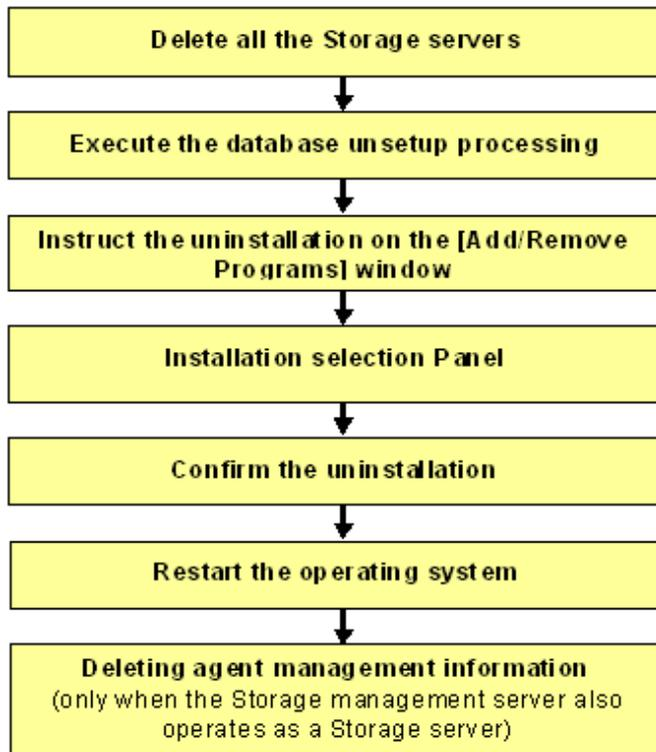 Delete all the Storage servers
Execute the database unsetup processing
Instruct the uninstallation on the [Add/Remove
Programs] window
Installation selection Panel
Confirm the uninstallation
Restart the operating system
Deleting agent management information
(only when the Storage management server also
operates as a Storage server)